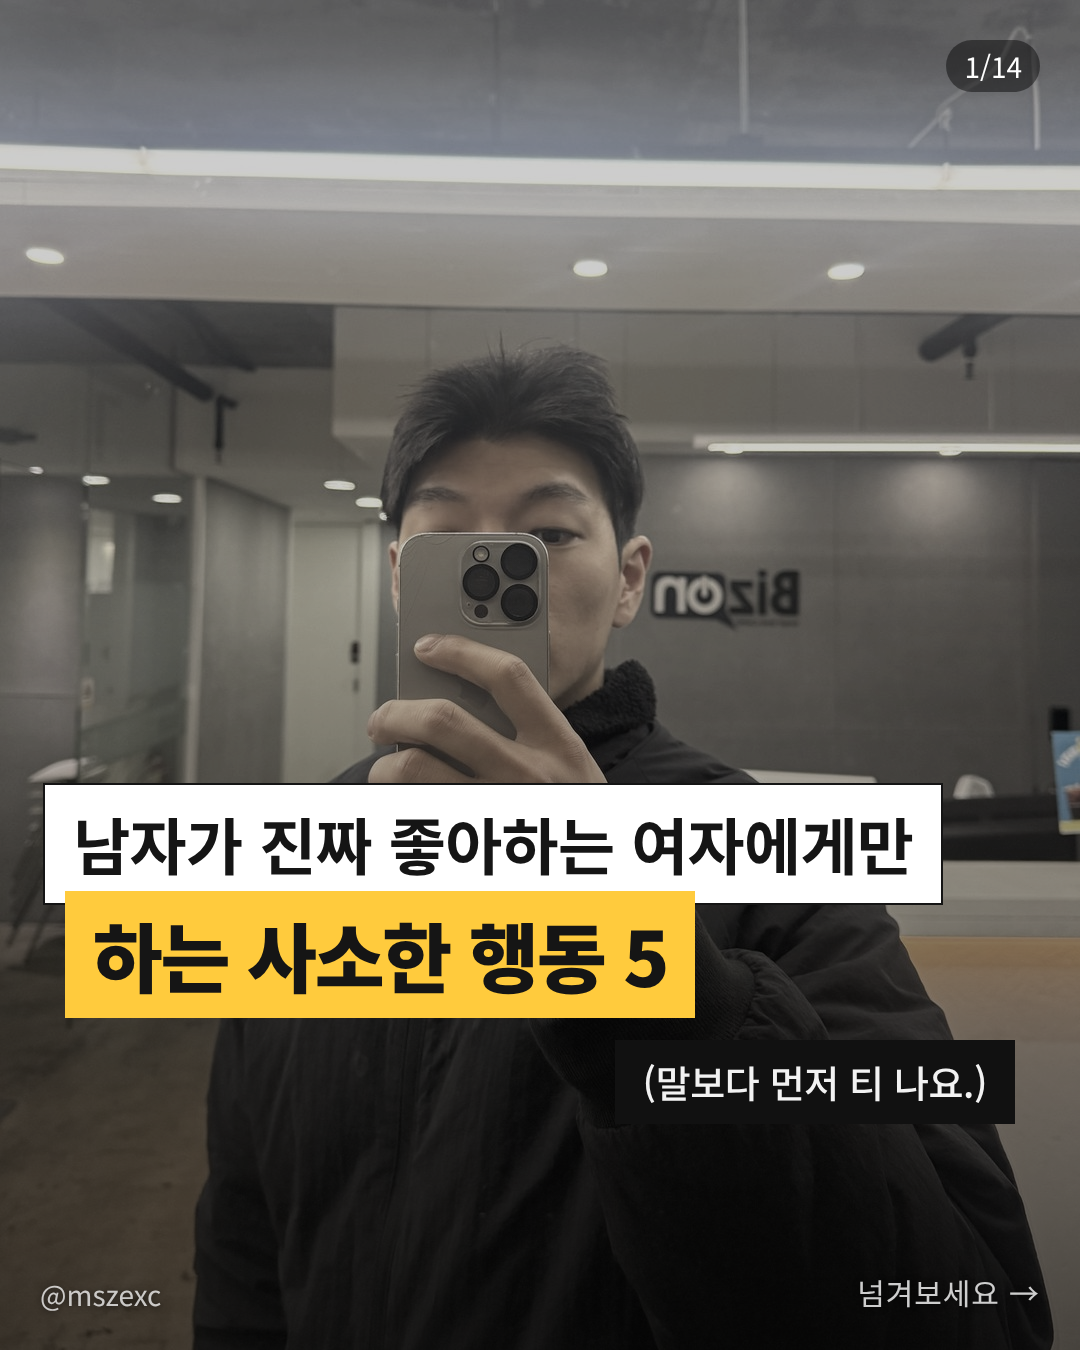 1/14
Bizon
남자가 진짜 좋아하는 여자에게만
하는 사소한 행동 5
(말보다 먼저 티 나요.)
@mszexc
넘겨보세요 →